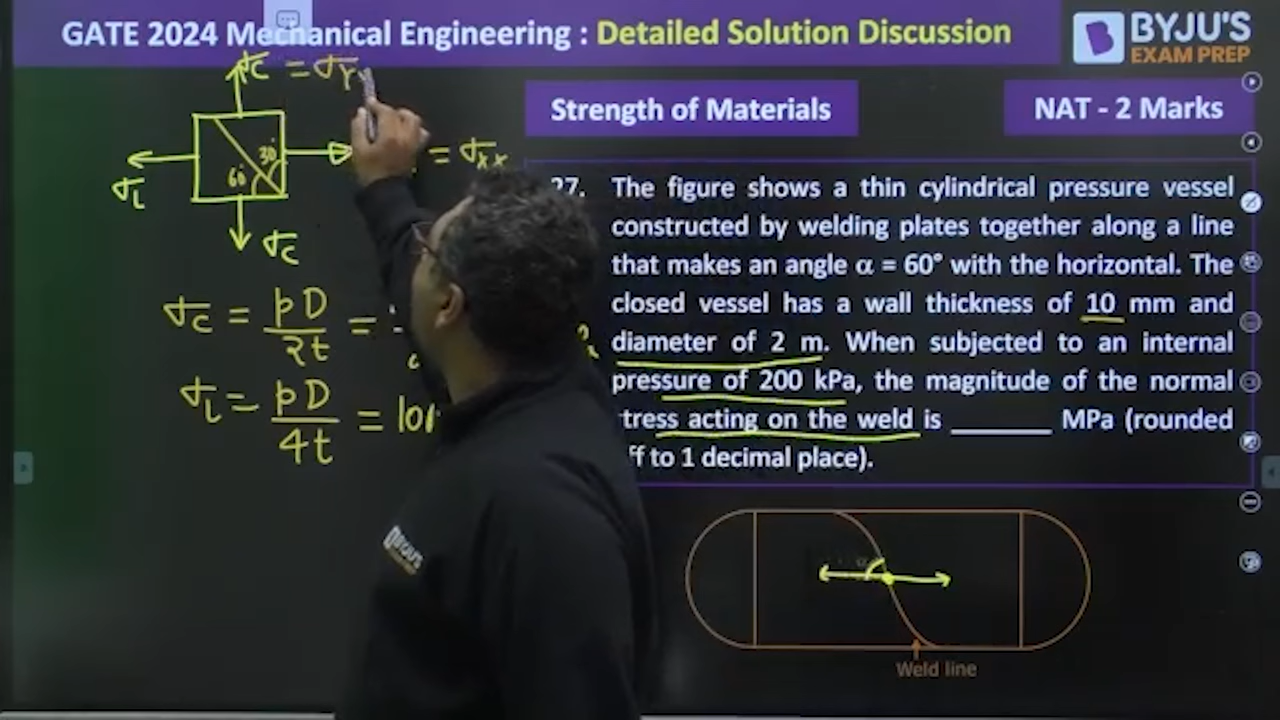 GATE 2024 Mechanical Engineering : Detailed Solution Discussion
BYJU'S
EXAM PREP
Strength of Materials
NAT - 2 Marks
27. The figure shows a thin cylindrical pressure vessel
constructed by welding plates together along a line
that makes an angle α = 60° with the horizontal. The
closed vessel has a wall thickness of 10 mm and
diameter of 2 m. When subjected to an internal
pressure of 200 kPa, the magnitude of the normal
tress acting on the weld is ________ MPa (rounded
ff to 1 decimal place).
σc = σy
σL
= σxx
30°
60°
σc
σc = pD/2t =
σL = pD/4t = 10
α
Weld line
BYJU'S